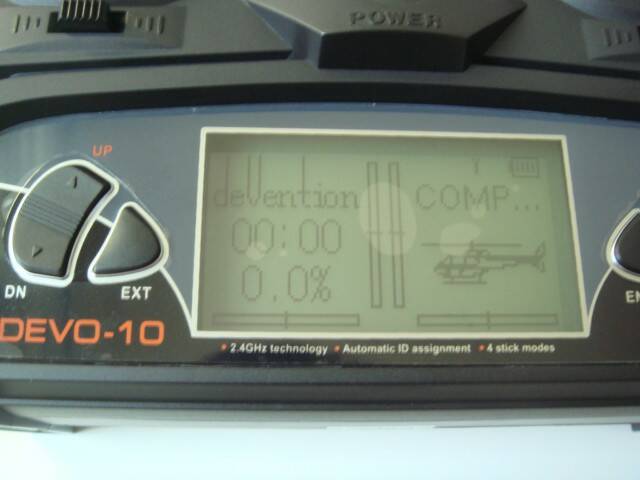 POWER
UP
devention COMP...
00:00
0.0%
DN EXT
DEVO-10
2.4GHz technology • Automatic ID assignment • 4 stick modes